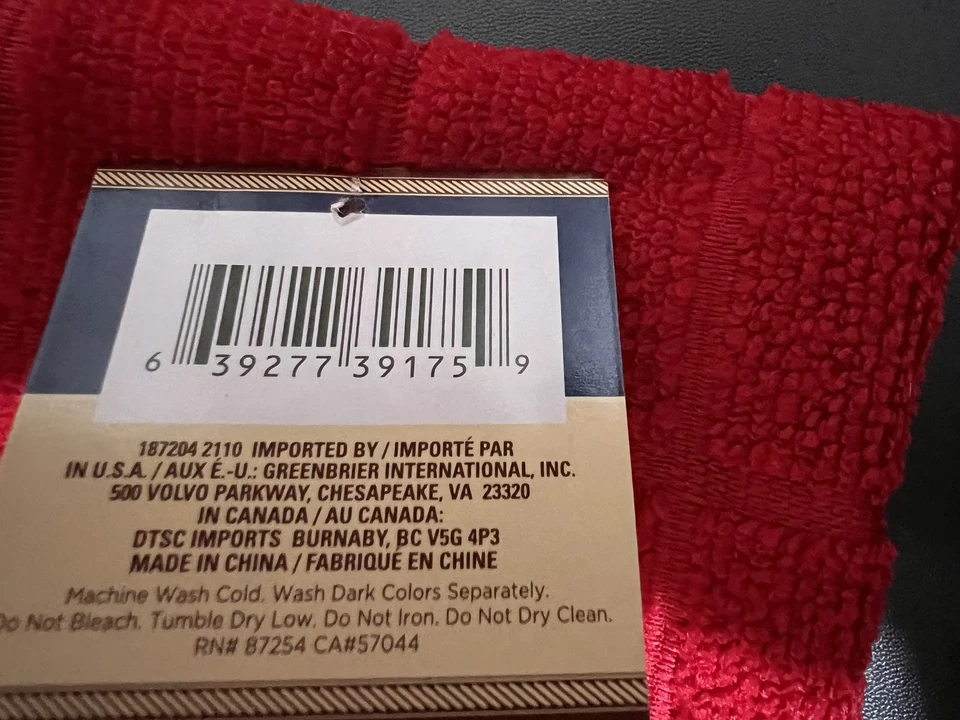 6 39277 39175 9
187204 2110 IMPORTED BY / IMPORTÉ PAR
IN U.S.A. / AUX É.-U.: GREENBRIER INTERNATIONAL, INC.
500 VOLVO PARKWAY, CHESAPEAKE, VA 23320
IN CANADA / AU CANADA:
DTSC IMPORTS BURNABY, BC V5G 4P3
MADE IN CHINA / FABRIQUÉ EN CHINE
Machine Wash Cold. Wash Dark Colors Separately.
Do Not Bleach. Tumble Dry Low. Do Not Iron. Do Not Dry Clean.
RN# 87254 CA#57044